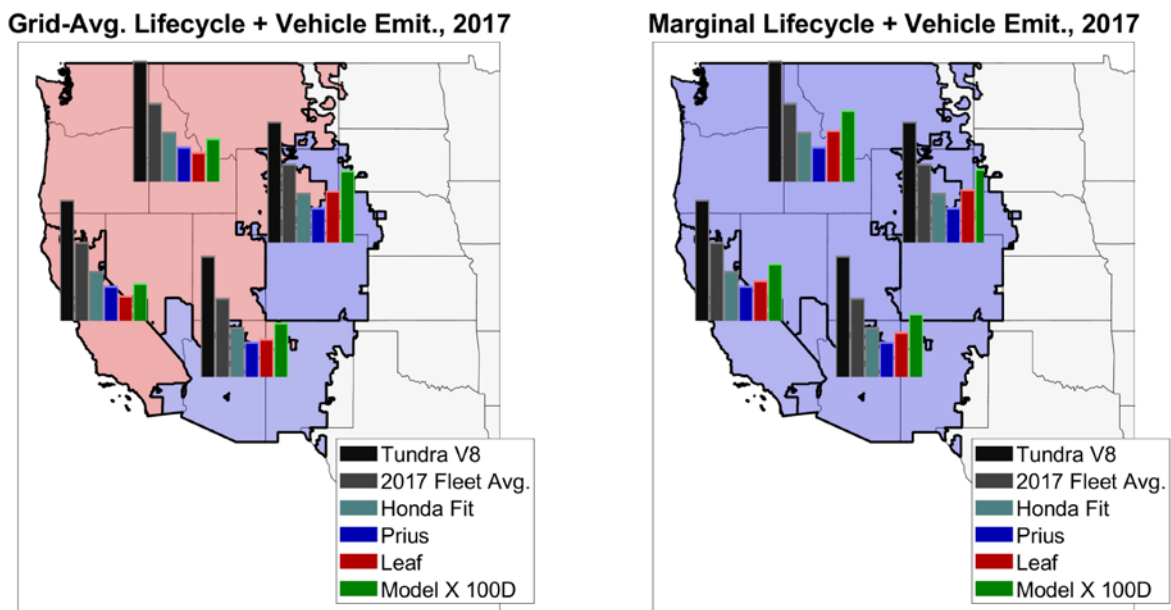 Grid-Avg. Lifecycle + Vehicle Emit., 2017
Marginal Lifecycle + Vehicle Emit., 2017
Tundra V8
2017 Fleet Avg.
Honda Fit
Prius
Leaf
Model X 100D
Tundra V8
2017 Fleet Avg.
Honda Fit
Prius
Leaf
Model X 100D